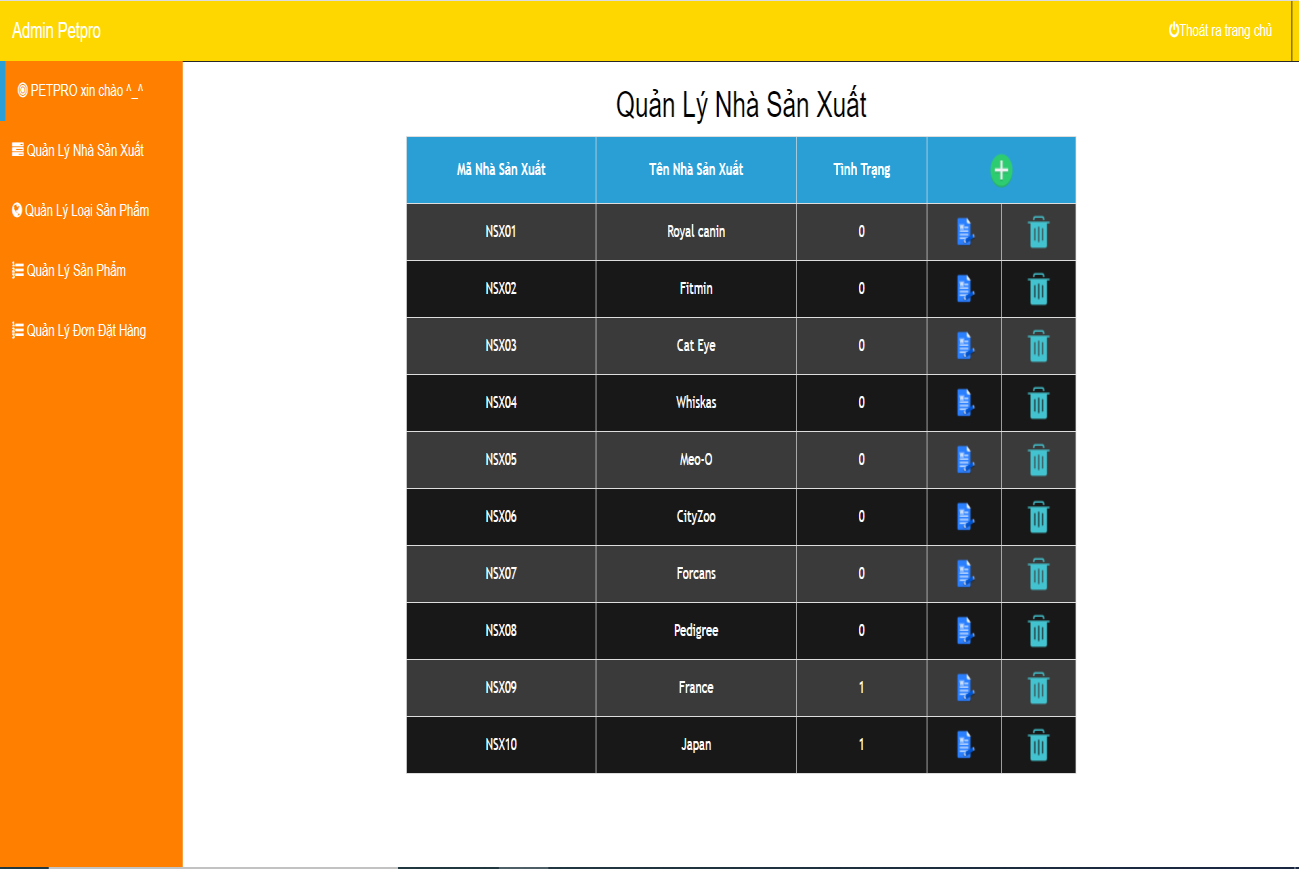 Admin Petpro
Thoát ra trang chủ
PETPRO xin chào ^_^
Quản Lý Nhà Sản Xuất
Quản Lý Loại Sản Phẩm
Quản Lý Sản Phẩm
Quản Lý Đơn Đặt Hàng
Quản Lý Nhà Sản Xuất
Mã Nhà Sản Xuất Tên Nhà Sản Xuất Tình Trạng
NSX01 Royal canin 0
NSX02 Fitmin 0
NSX03 Cat Eye 0
NSX04 Whiskas 0
NSX05 Meo-O 0
NSX06 CityZoo 0
NSX07 Forcans 0
NSX08 Pedigree 0
NSX09 France 1
NSX10 Japan 1